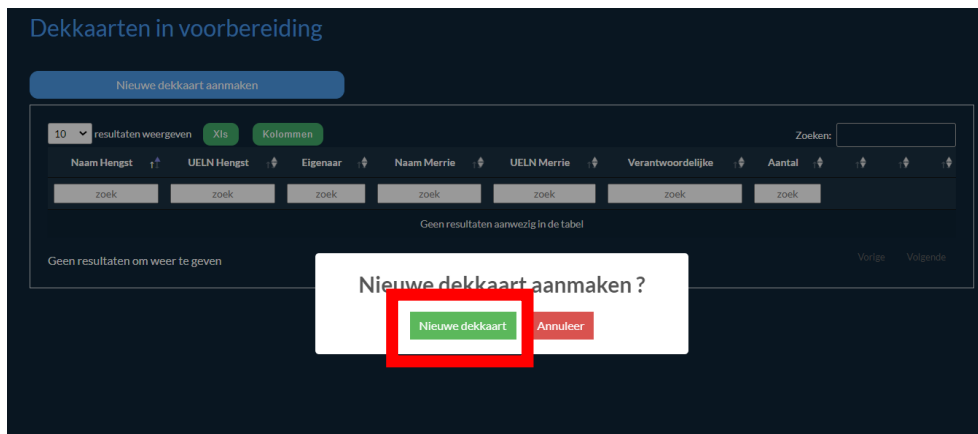 Dekkaarten in voorbereiding
Nieuwe dekkaart aanmaken
10 resultaten weergeven Xls Kolommen Zoeken:
Naam Hengst UELN Hengst Eigenaar Naam Merrie UELN Merrie Verantwoordelijke Aantal
zoek zoek zoek zoek zoek zoek zoek
Geen resultaten aanwezig in de tabel
Geen resultaten om weer te geven Vorige Volgende
Nieuwe dekkaart aanmaken ?
Nieuwe dekkaart Annuleer